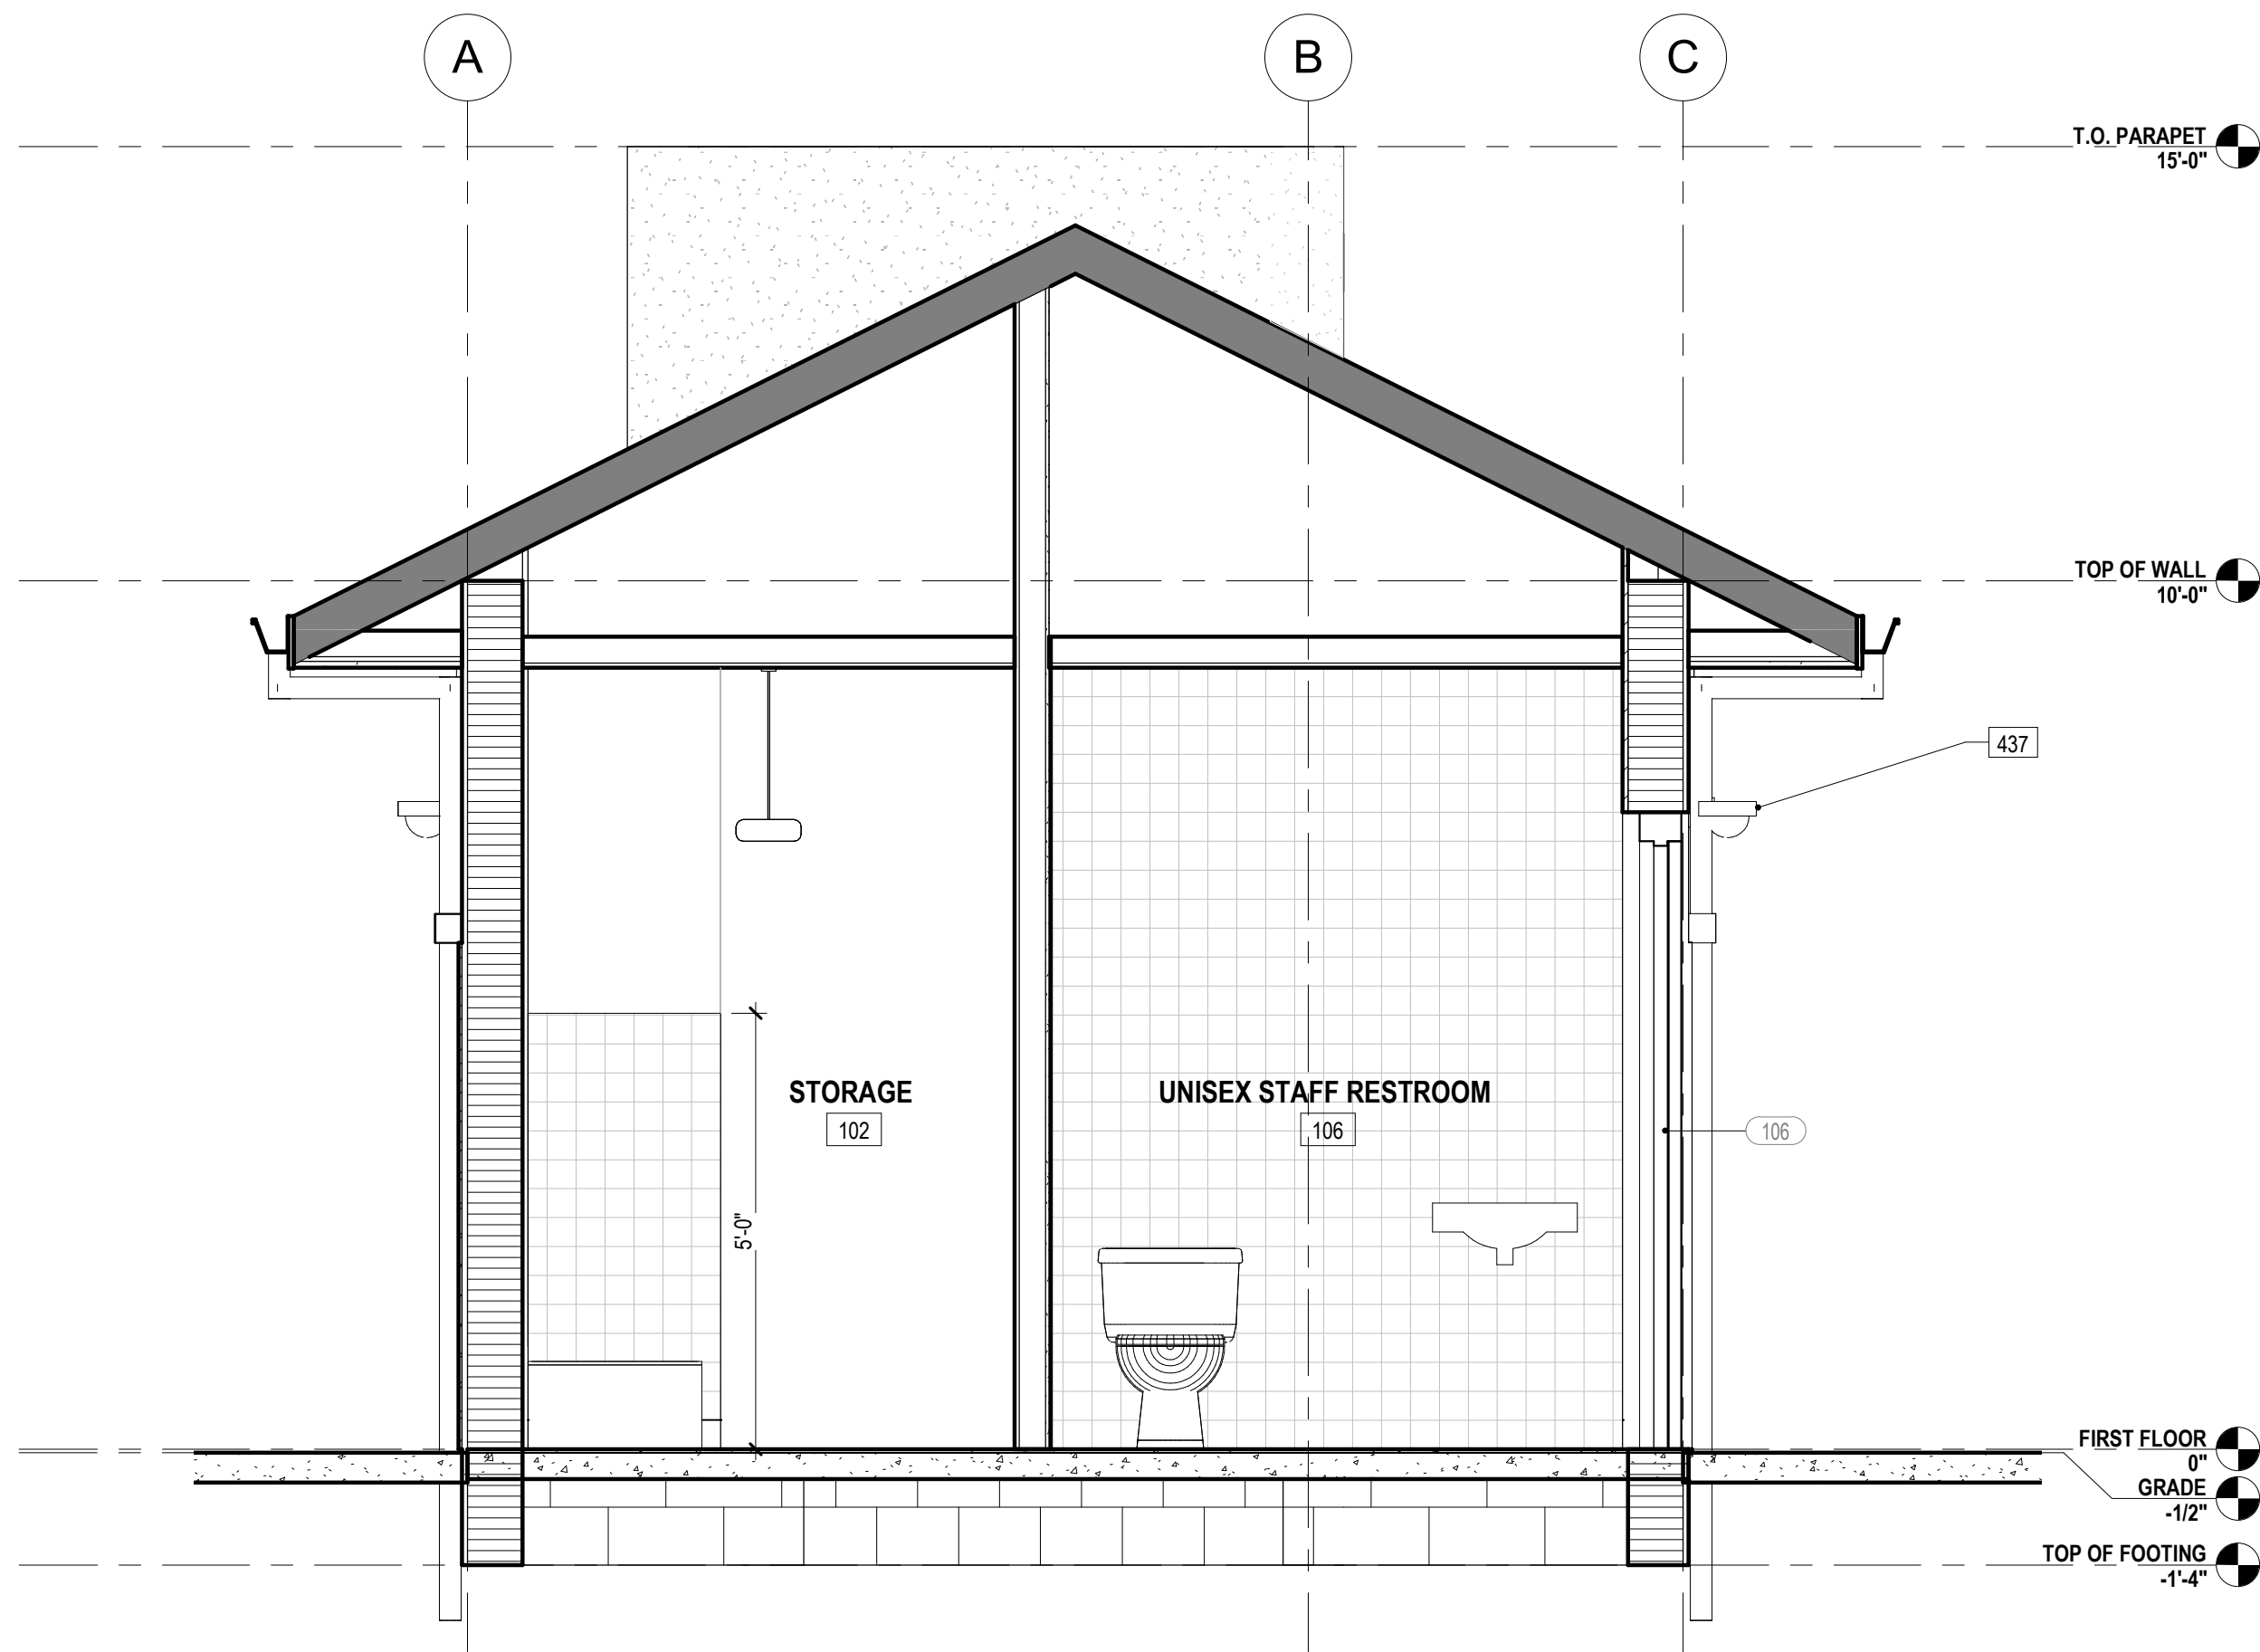 A
B
C
T.O. PARAPET
15'-0"
TOP OF WALL
10'-0"
437
STORAGE
102
UNISEX STAFF RESTROOM
106
106
5'-0"
FIRST FLOOR
0"
GRADE
-1/2"
TOP OF FOOTING
-1'-4"